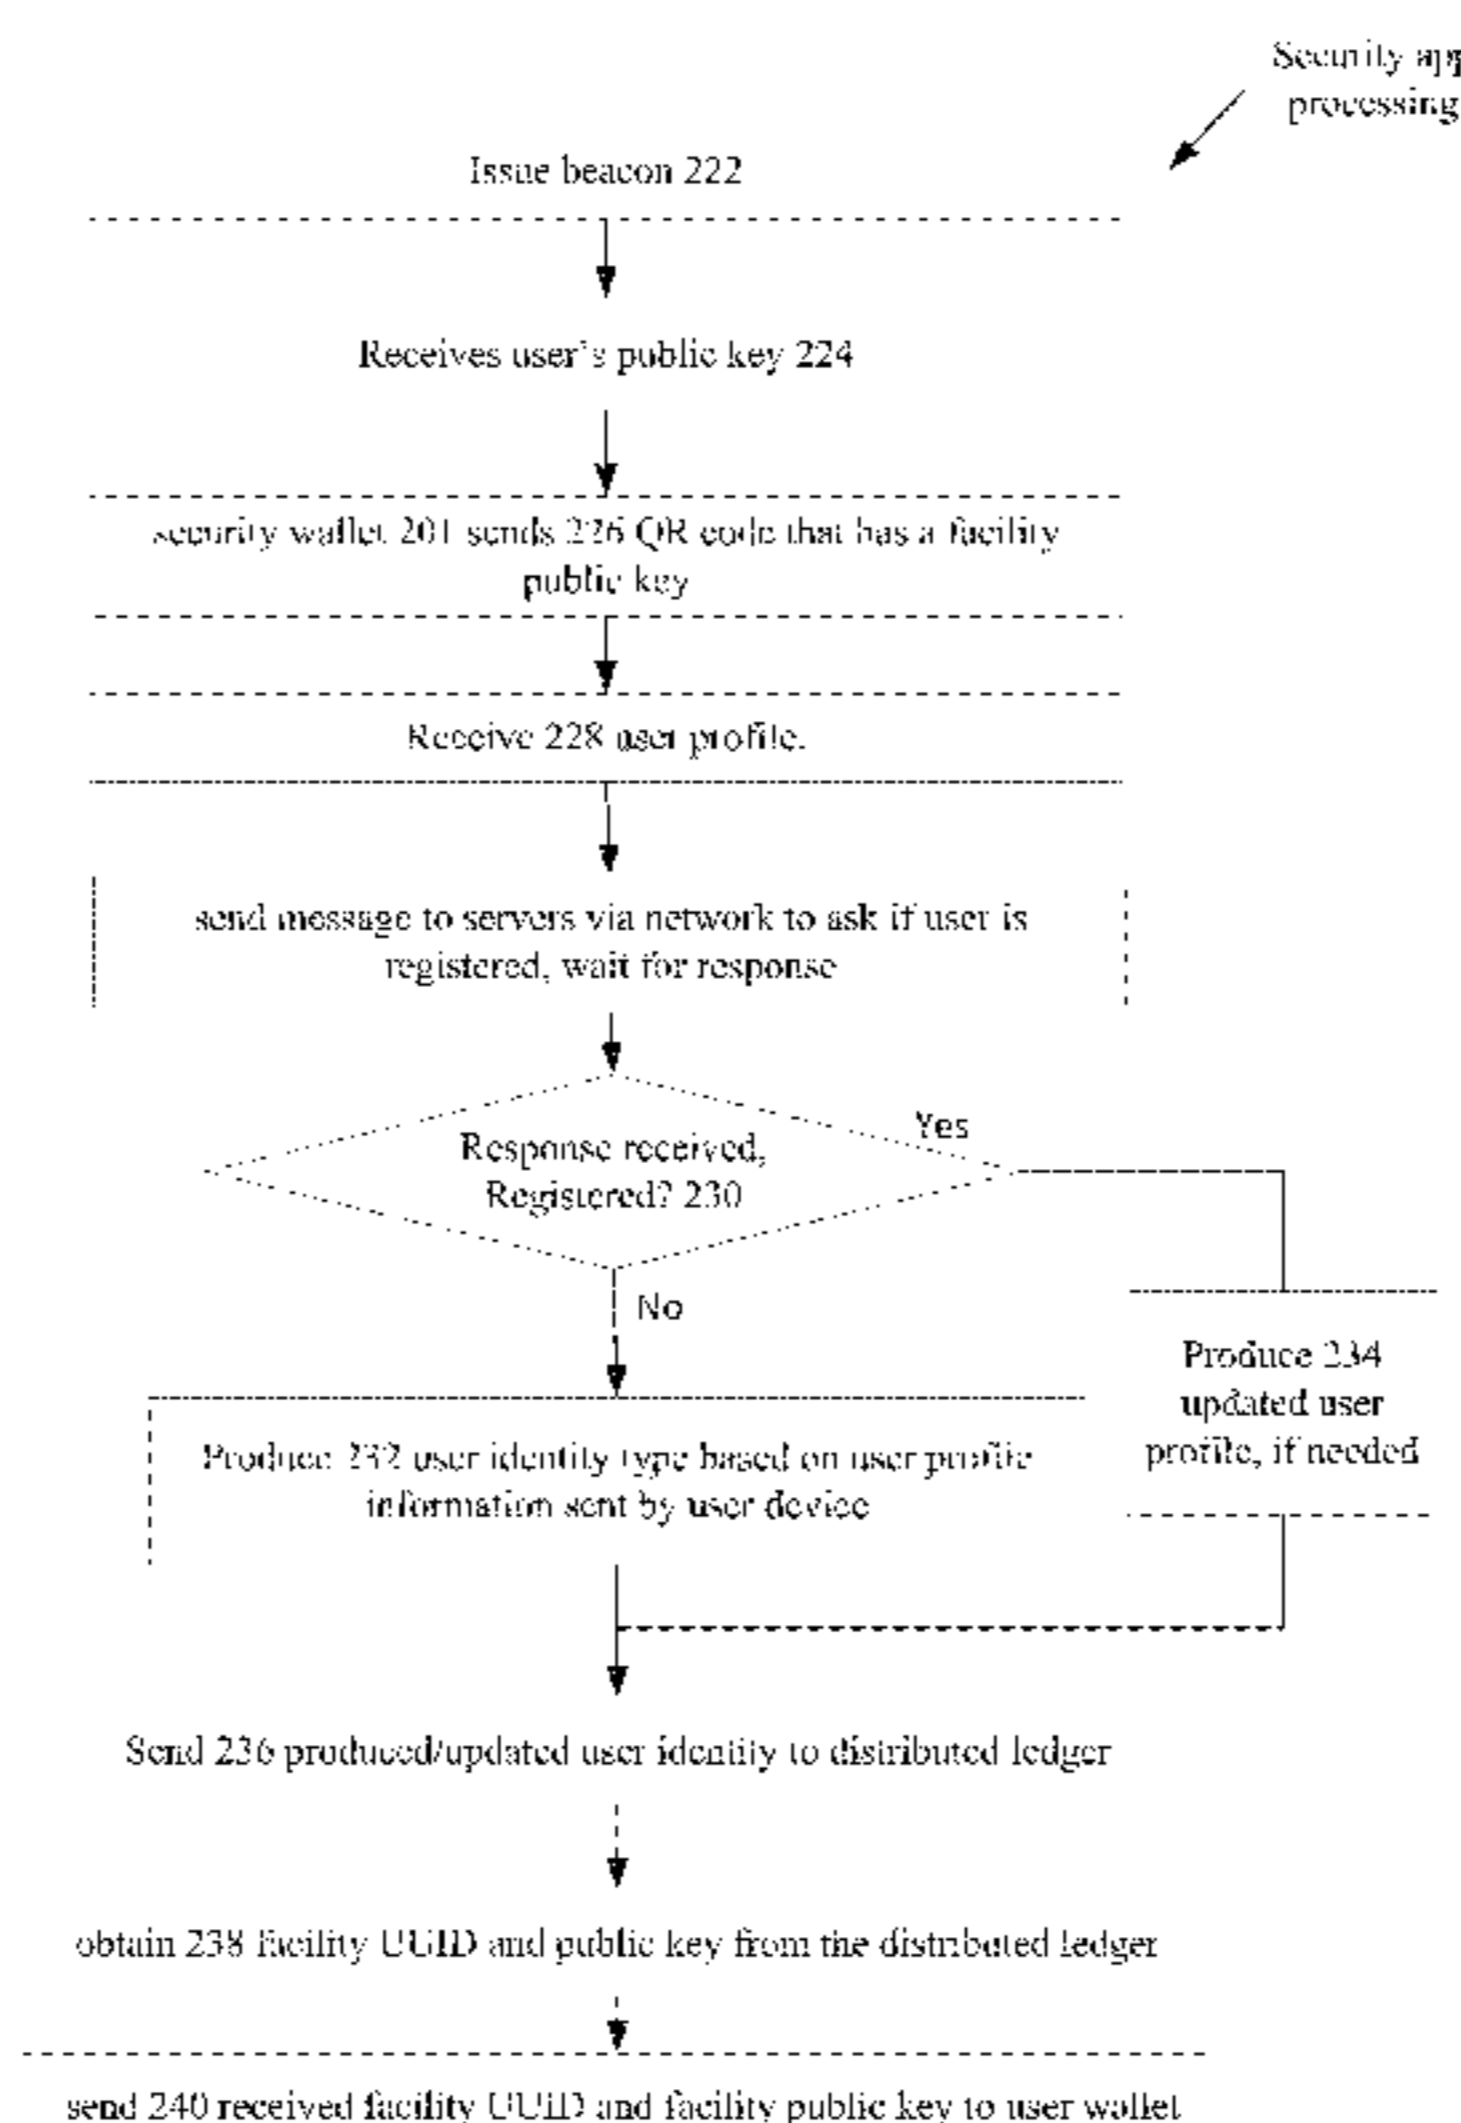 Security app
processing
Issue beacon 222
Receives user's public key 224
security wallet 201 sends 226 QR code that has a facility
public key
Receive 228 user profile.
send message to servers via network to ask if user is
registered, wait for response
Yes
Response received,
Registered? 230
No
Produce 234
updated user
profile, if needed
Produce 232 user identity type based on user profile
information sent by user device
Send 236 produced/updated user identity to distributed ledger
obtain 238 facility UUID and public key from the distributed ledger
send 240 received facility UUID and facility public key to user wallet